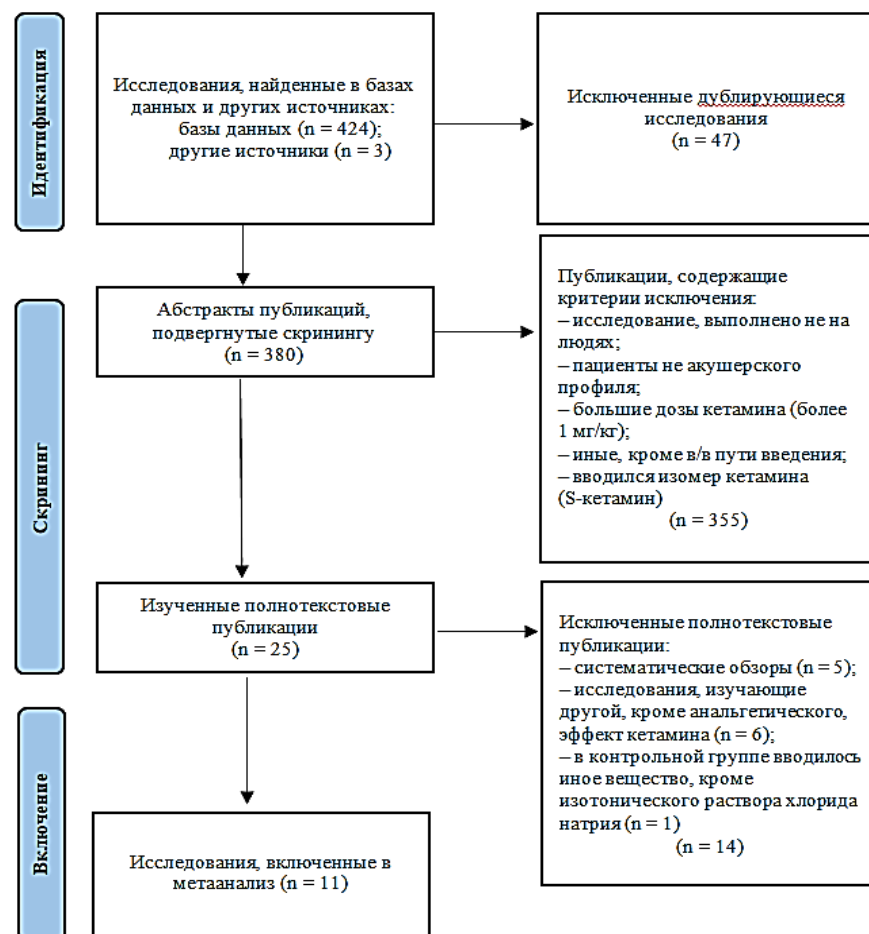 Идентификация
Исследования, найденные в базах
данных и других источниках:
базы данных (n = 424);
другие источники (n = 3)
Исключенные дублирующиеся
исследования
(n = 47)
Скрининг
Абстракты публикаций,
подвергнутые скринингу
(n = 380)
Публикации, содержащие
критерии исключения:
– исследование, выполнено не на
людях;
– пациенты не акушерского
профиля;
– большие дозы кетамина (более
1 мг/кг);
– иные, кроме в/в пути введения;
– вводился изомер кетамина
(S-кетамин)
(n = 355)
Изученные полнотекстовые
публикации
(n = 25)
Исключенные полнотекстовые
публикации:
– систематические обзоры (n = 5);
– исследования, изучающие
другой, кроме анальгетического,
эффект кетамина (n = 6);
– в контрольной группе вводилось
иное вещество, кроме
изотонического раствора хлорида
натрия (n = 1)
(n = 14)
Включение
Исследования, включенные в
метаанализ (n = 11)